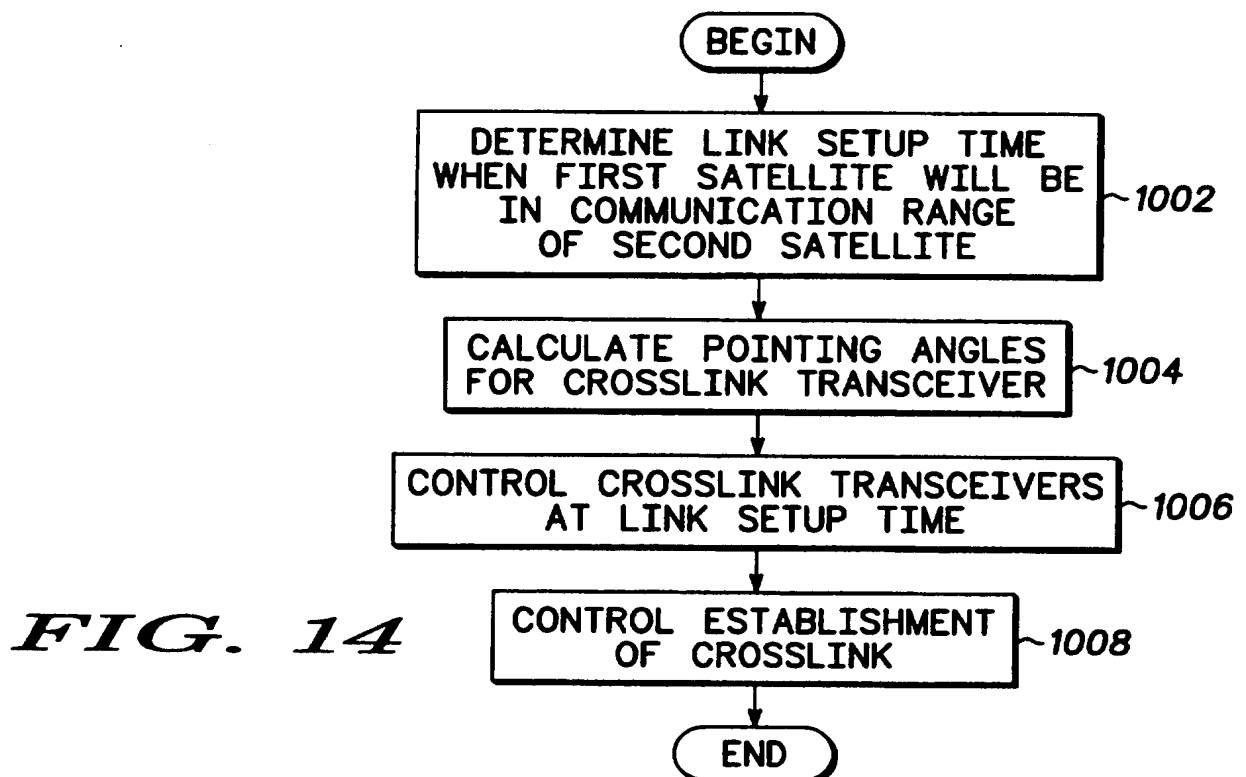 BEGIN
DETERMINE LINK SETUP TIME
WHEN FIRST SATELLITE WILL BE
IN COMMUNICATION RANGE
OF SECOND SATELLITE
1002
CALCULATE POINTING ANGLES
FOR CROSSLINK TRANSCEIVER
1004
CONTROL CROSSLINK TRANSCEIVERS
AT LINK SETUP TIME
1006
CONTROL ESTABLISHMENT
OF CROSSLINK
1008
END
FIG. 14